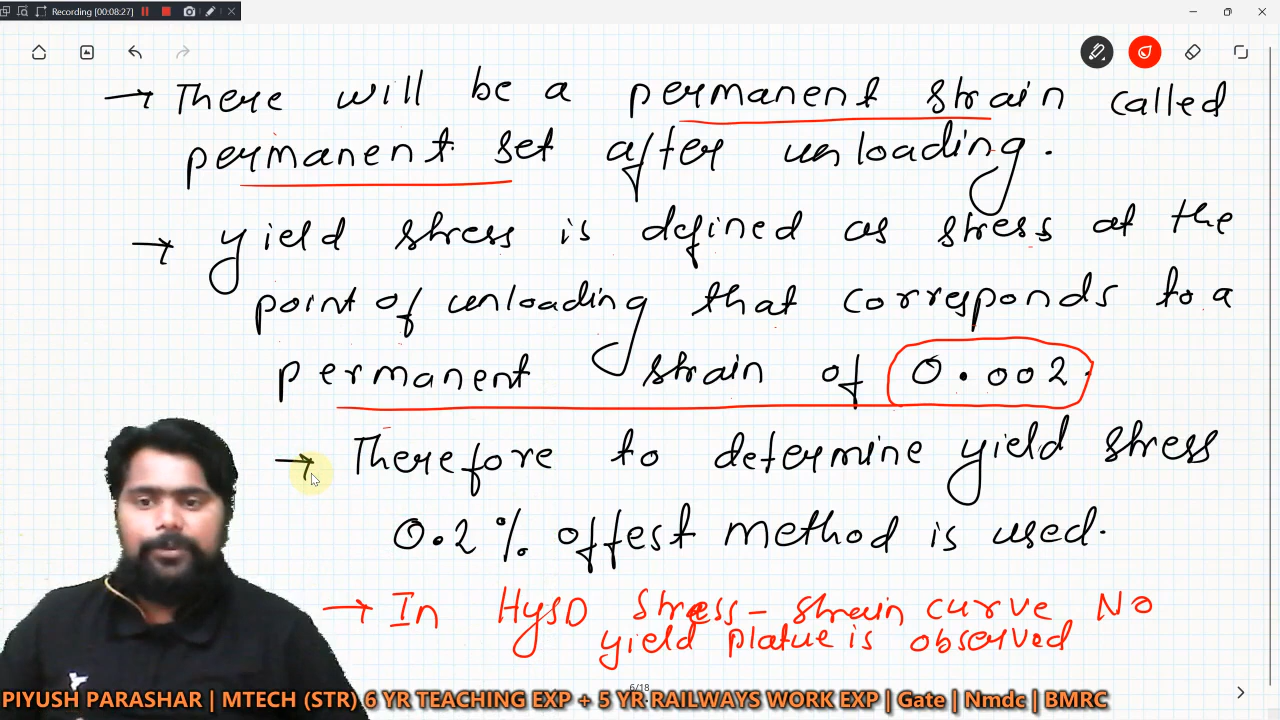 Recording [00:08:27]
→ There will be a permanent strain called
permanent set after unloading.
→ yield stress is defined as stress at the
point of unloading that corresponds to a
permanent strain of 0.002.
→ Therefore to determine yield stress
0.2% offest method is used.
→ In HYSD stress-strain curve No
yield platue is observed
6/18
PIYUSH PARASHAR | MTECH (STR) 6 YR TEACHING EXP + 5 YR RAILWAYS WORK EXP | Gate | Nmdc | BMRC